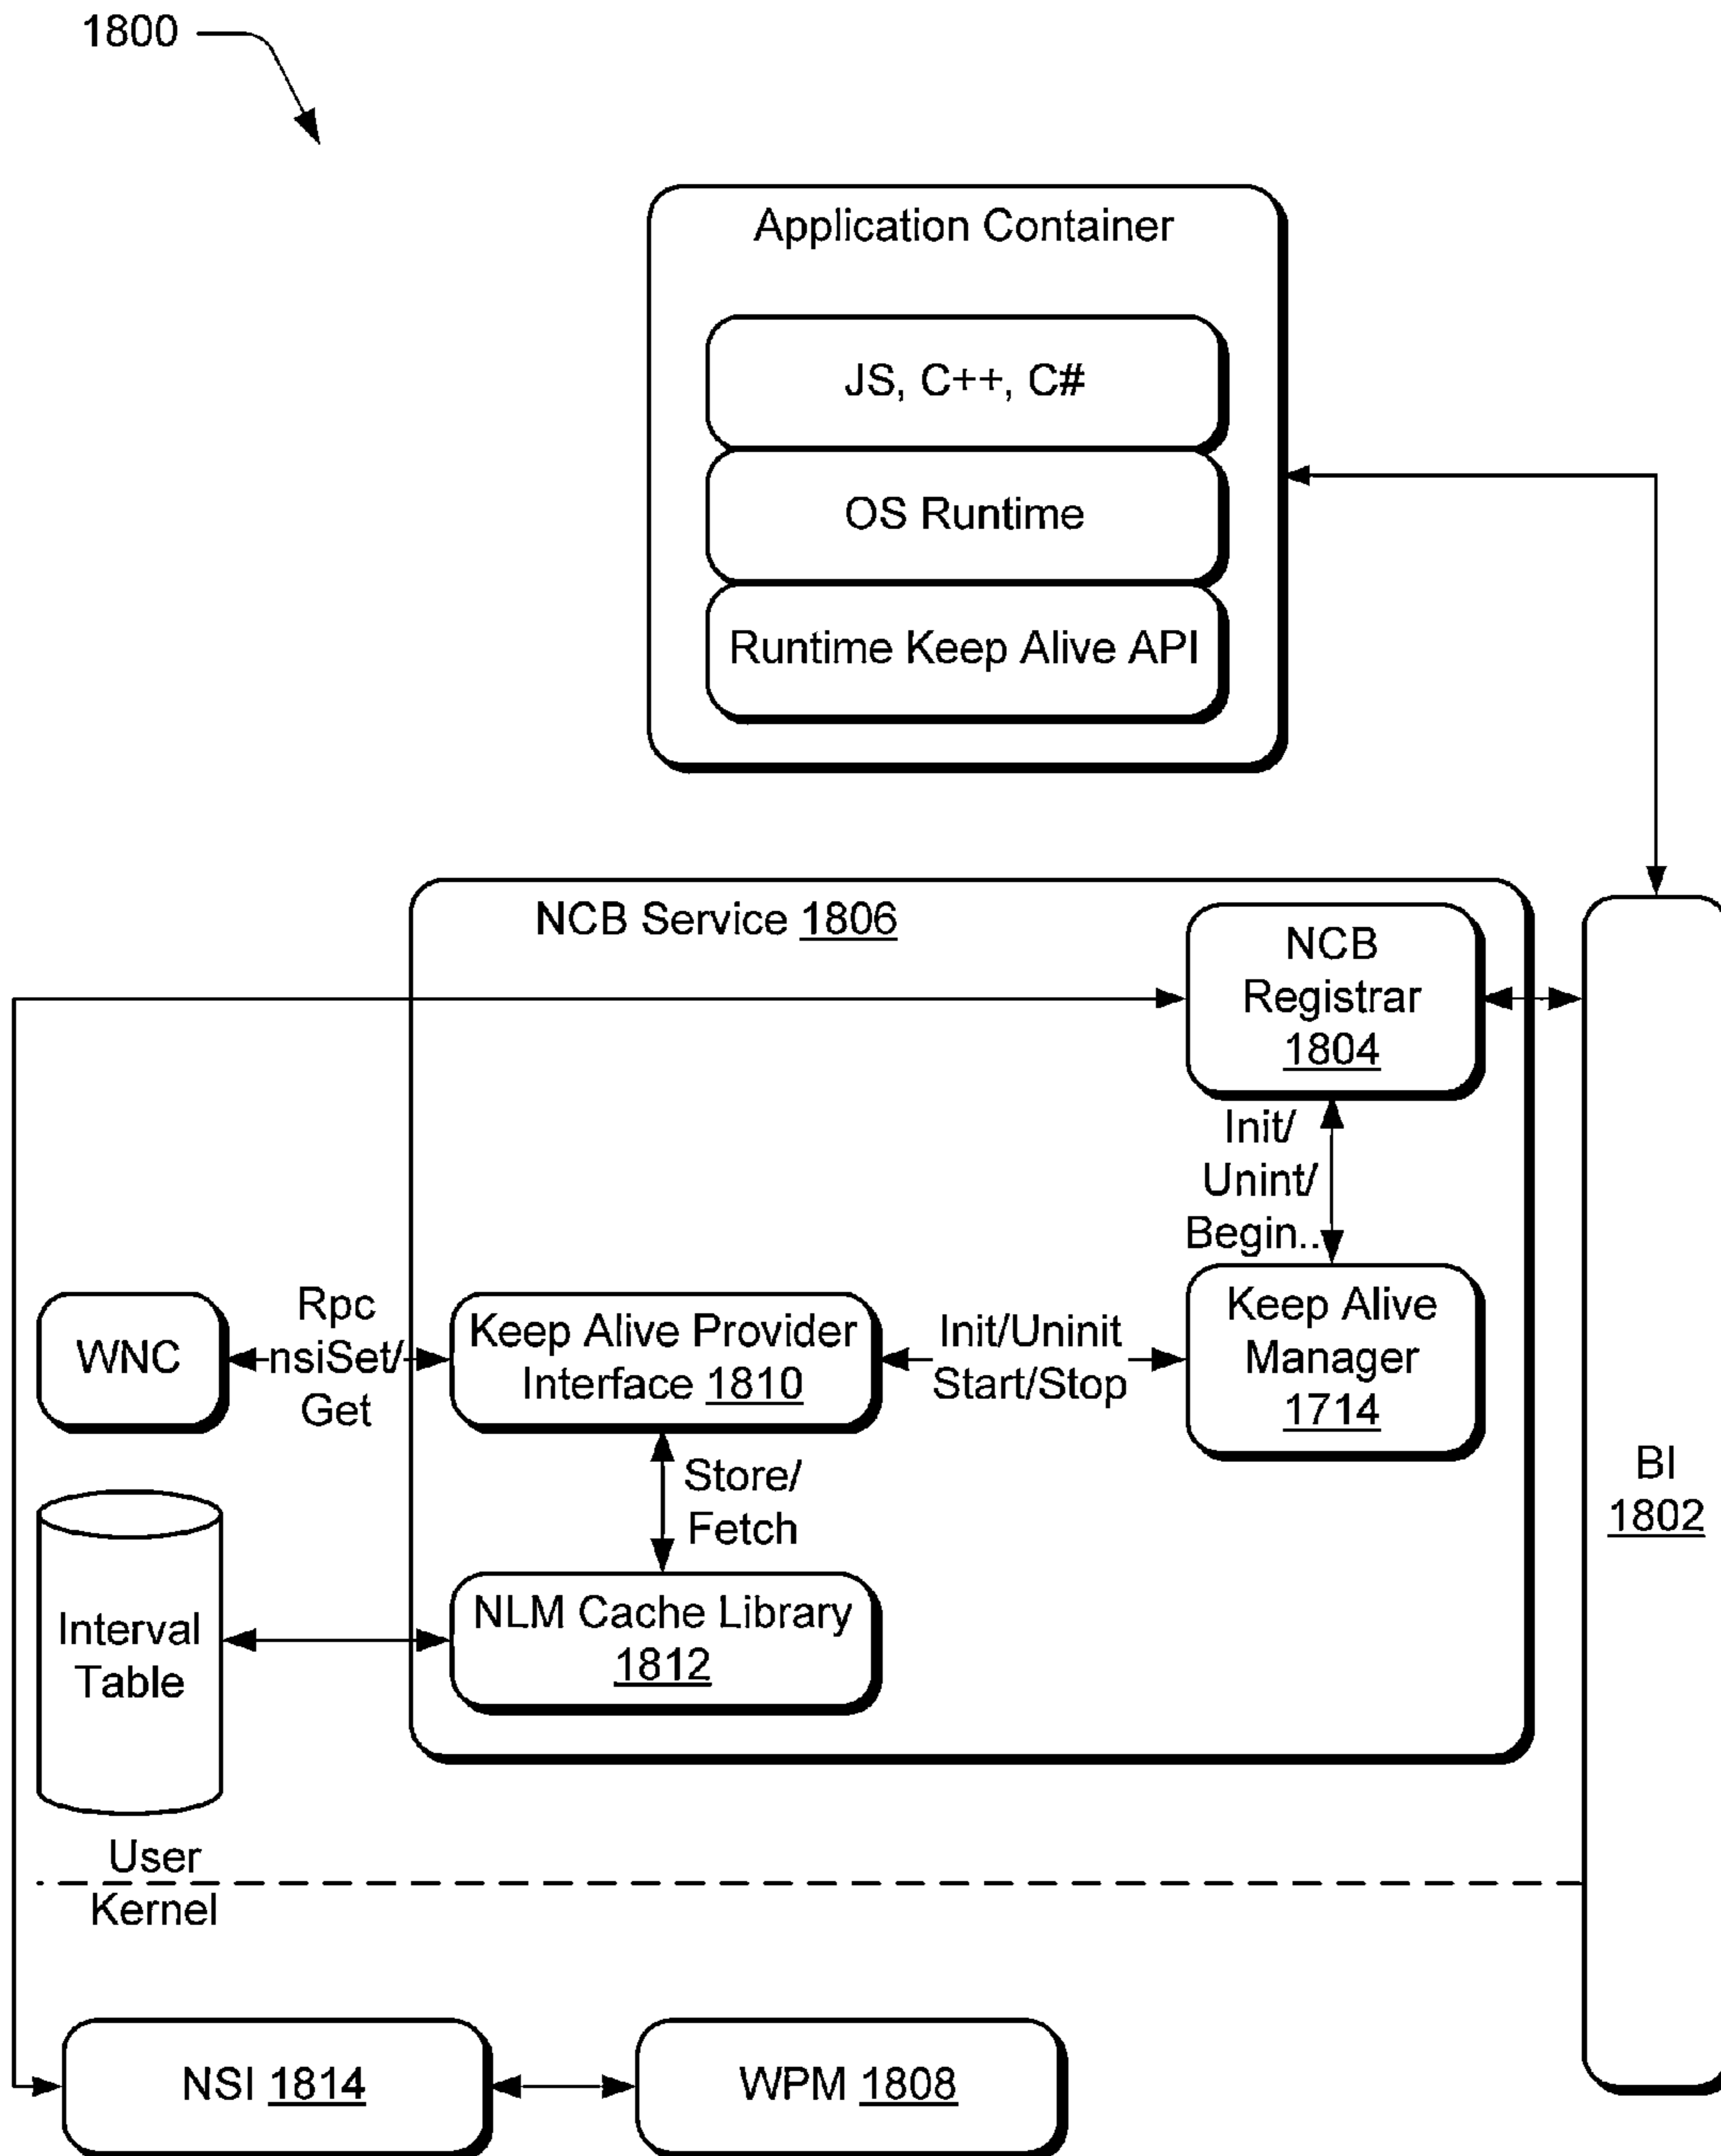 1800
Application Container
JS, C++, C#
OS Runtime
Runtime Keep Alive API
NCB Service 1806
NCB
Registrar
1804
Init/
Unint/
Begin..
WNC
Rpc
nsiSet/
Get
Keep Alive Provider
Interface 1810
Init/Uninit
Start/Stop
Keep Alive
Manager
1714
BI
1802
Store/
Fetch
Interval
Table
NLM Cache Library
1812
User
Kernel
NSI 1814
WPM 1808